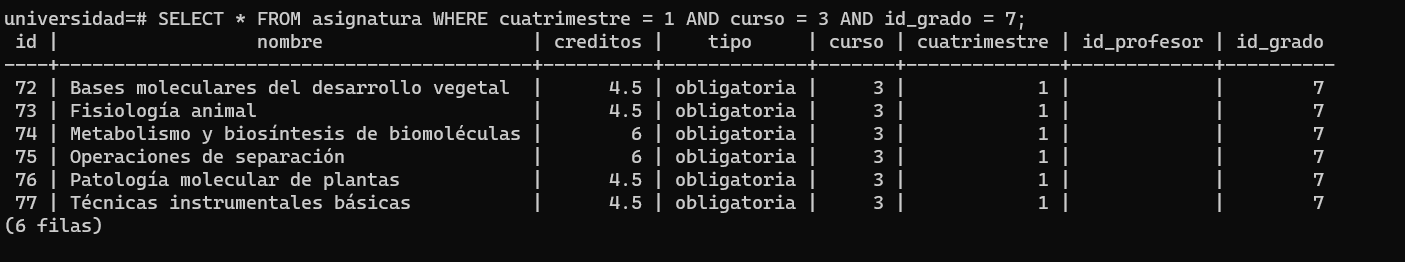 universidad=# SELECT * FROM asignatura WHERE cuatrimestre = 1 AND curso = 3 AND id_grado = 7;
 id |                  nombre                   | creditos |    tipo     | curso | cuatrimestre | id_profesor | id_grado
----+-------------------------------------------+----------+-------------+-------+--------------+-------------+----------
 72 | Bases moleculares del desarrollo vegetal  |      4.5 | obligatoria |     3 |            1 |             |        7
 73 | Fisiología animal                         |      4.5 | obligatoria |     3 |            1 |             |        7
 74 | Metabolismo y biosíntesis de biomoléculas |        6 | obligatoria |     3 |            1 |             |        7
 75 | Operaciones de separación                 |        6 | obligatoria |     3 |            1 |             |        7
 76 | Patología molecular de plantas            |      4.5 | obligatoria |     3 |            1 |             |        7
 77 | Técnicas instrumentales básicas           |      4.5 | obligatoria |     3 |            1 |             |        7
(6 filas)